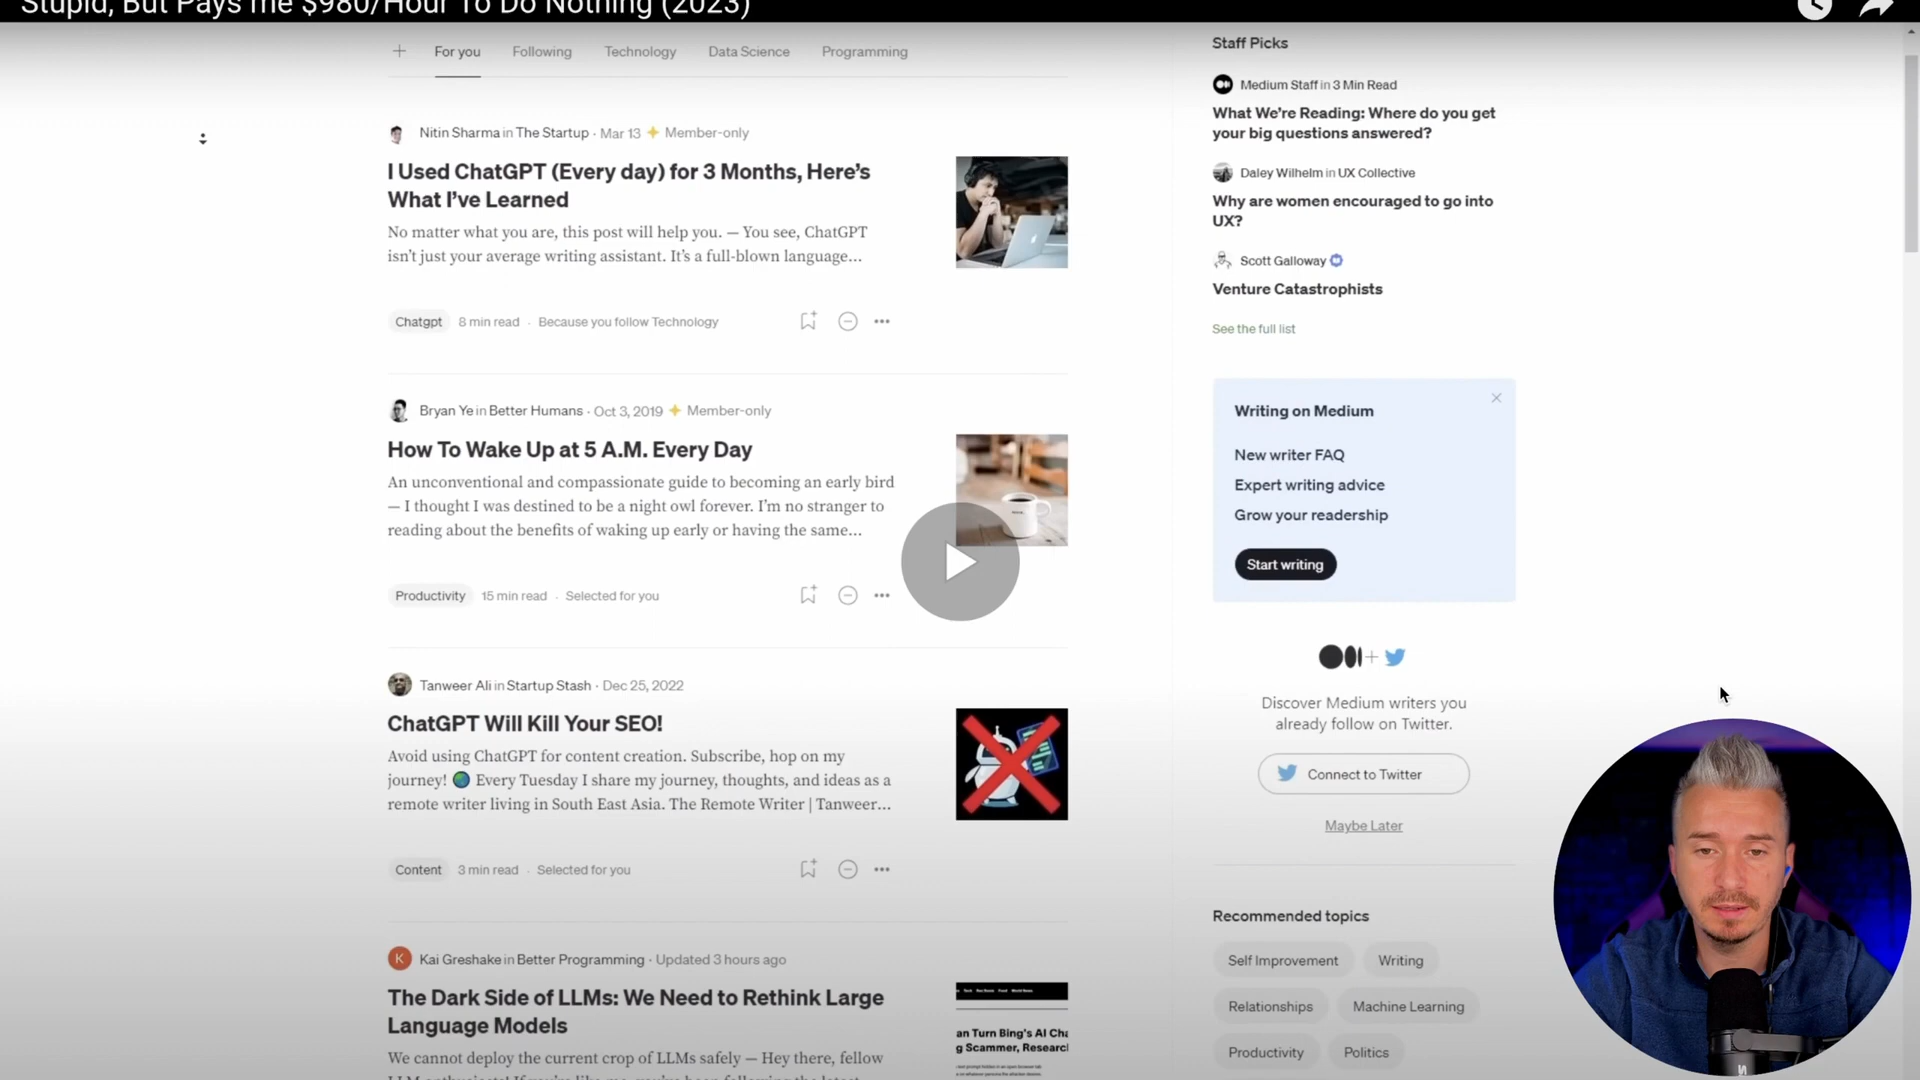 Stupid, But Pays me $980/Hour To Do Nothing (2023)
For you
Following
Technology
Data Science
Programming
Nitin Sharma in The Startup · Mar 13 Member-only
I Used ChatGPT (Every day) for 3 Months, Here's
What I've Learned
No matter what you are, this post will help you. — You see, ChatGPT
isn't just your average writing assistant. It's a full-blown language...
Chatgpt 8 min read · Because you follow Technology
Bryan Ye in Better Humans · Oct 3, 2019 Member-only
How To Wake Up at 5 A.M. Every Day
An unconventional and compassionate guide to becoming an early bird
— I thought I was destined to be a night owl forever. I'm no stranger to
reading about the benefits of waking up early or having the same...
Productivity 15 min read · Selected for you
Tanweer Ali in Startup Stash · Dec 25, 2022
ChatGPT Will Kill Your SEO!
Avoid using ChatGPT for content creation. Subscribe, hop on my
journey! 🌎 Every Tuesday I share my journey, thoughts, and ideas as a
remote writer living in South East Asia. The Remote Writer | Tanweer...
Content 3 min read · Selected for you
K
Kai Greshake in Better Programming · Updated 3 hours ago
The Dark Side of LLMs: We Need to Rethink Large
Language Models
We cannot deploy the current crop of LLMs safely — Hey there, fellow
an Turn Bing's AI Cha
g Scammer, Researc
Staff Picks
Medium Staff in 3 Min Read
What We're Reading: Where do you get
your big questions answered?
Daley Wilhelm in UX Collective
Why are women encouraged to go into
UX?
Scott Galloway
Venture Catastrophists
See the full list
Writing on Medium
New writer FAQ
Expert writing advice
Grow your readership
Start writing
Discover Medium writers you
already follow on Twitter.
Connect to Twitter
Maybe Later
Recommended topics
Self Improvement
Writing
Relationships
Machine Learning
Productivity
Politics